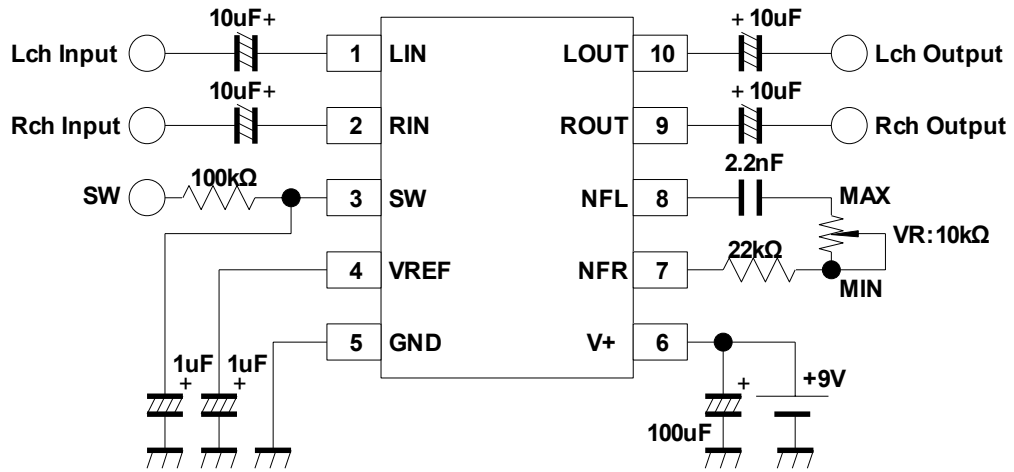 10uF +
+ 10uF
Lch Input
1
LIN
LOUT
10
Lch Output
10uF +
+ 10uF
Rch Input
2
RIN
ROUT
9
Rch Output
100kΩ
2.2nF
SW
3
SW
NFL
8
MAX
VR:10kΩ
22kΩ
4
VREF
NFR
7
MIN
5
GND
V+
6
1uF
+
1uF
+
+
+9V
100uF